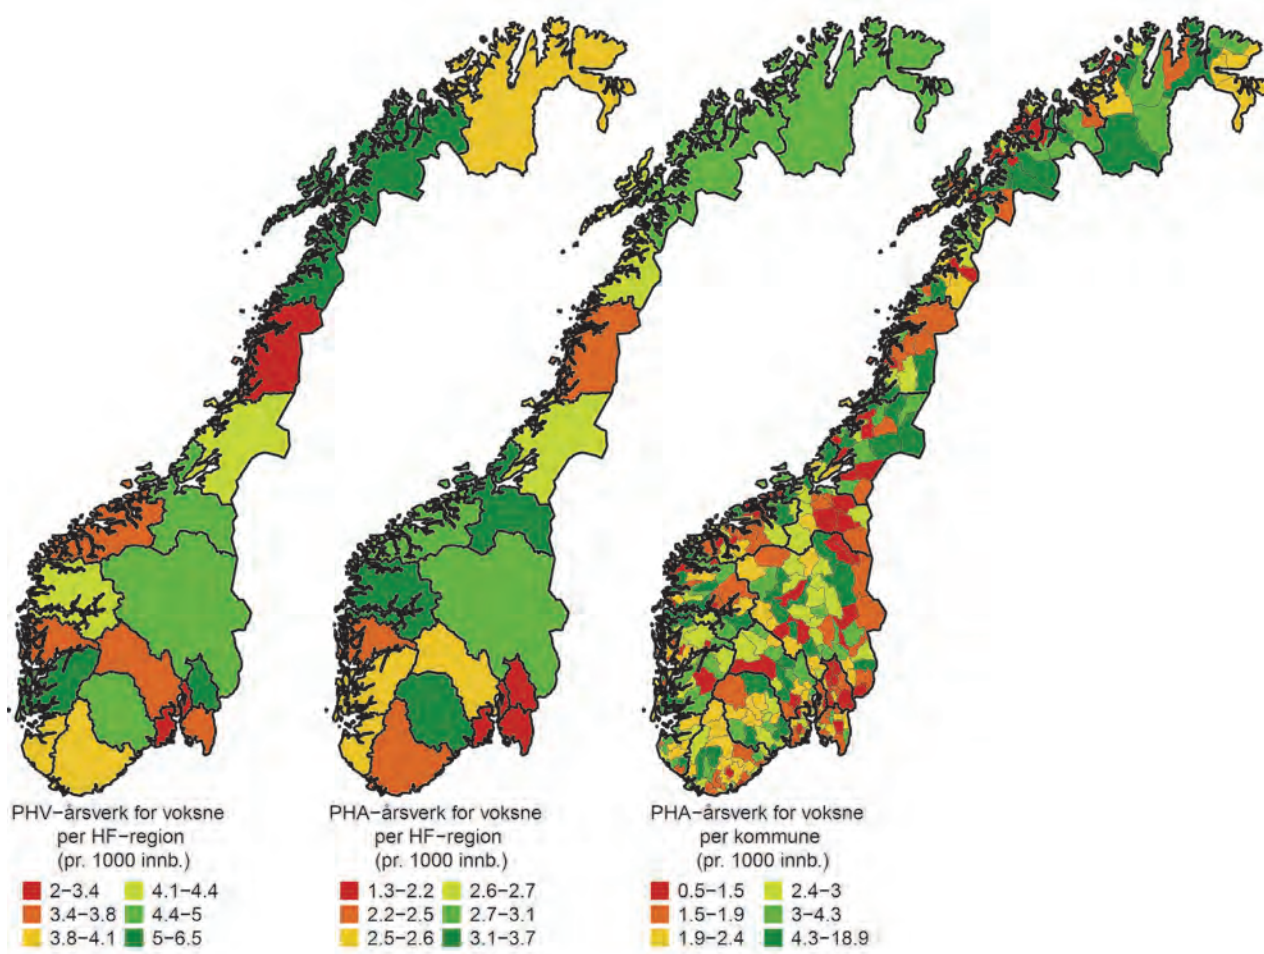 PHV−årsverk for voksne
per HF−region
(pr. 1000 innb.)
2−3.4
4.1−4.4
3.4−3.8
4.4−5
3.8−4.1
5−6.5
PHA−årsverk for voksne
per HF−region
(pr. 1000 innb.)
1.3−2.2
2.6−2.7
2.2−2.5
2.7−3.1
2.5−2.6
3.1−3.7
PHA−årsverk for voksne
per kommune
(pr. 1000 innb.)
0.5−1.5
2.4−3
1.5−1.9
3−4.3
1.9−2.4
4.3−18.9